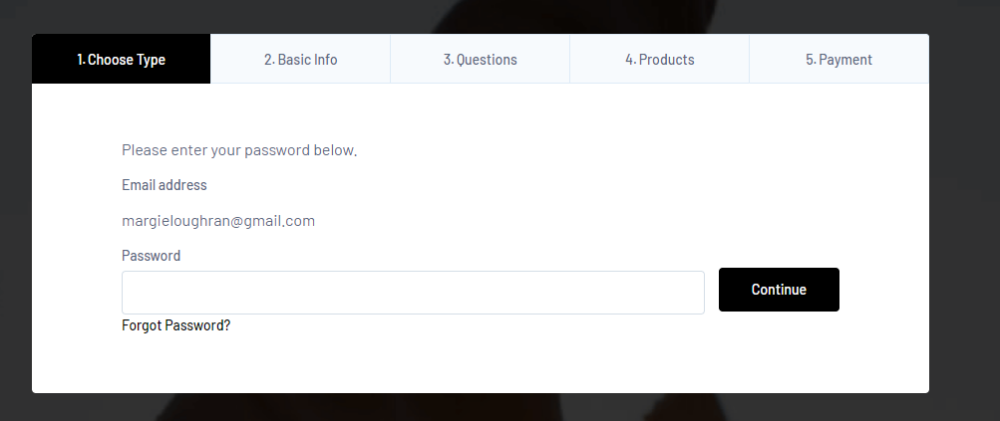 1. Choose Type 2. Basic Info 3. Questions 4. Products 5. Payment
Please enter your password below.
Email address
margieloughran@gmail.com
Password
Continue
Forgot Password?